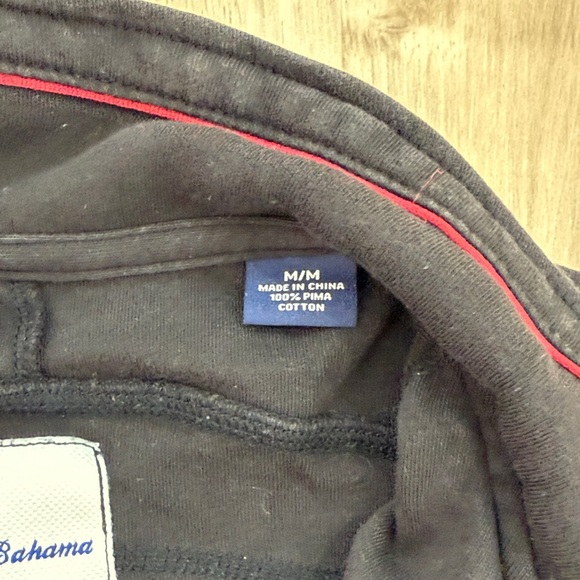 M/M
MADE IN CHINA
100% PIMA
COTTON
Bahama